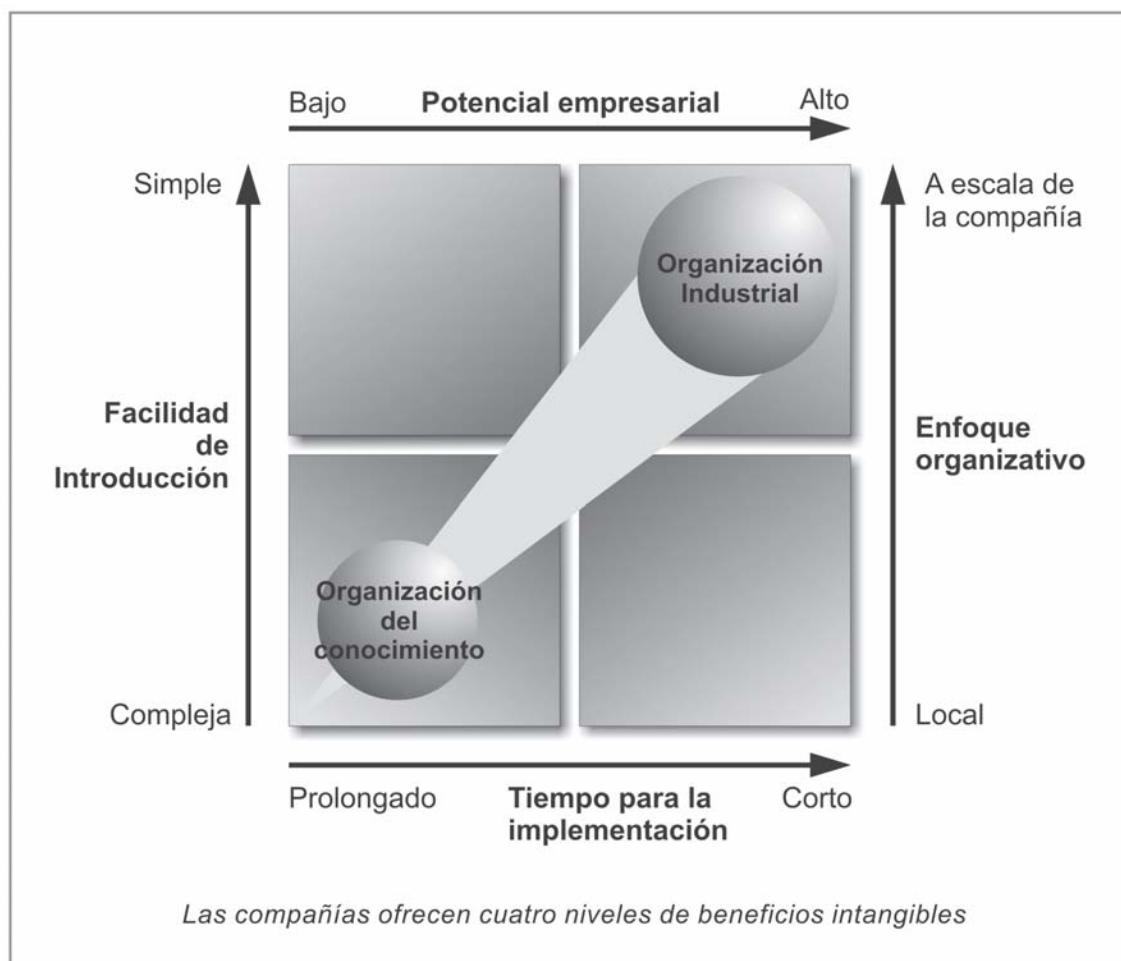 Bajo Potencial empresarial Alto
Simple
A escala de
la compañía
Organización
Industrial
Facilidad
de
Introducción
Enfoque
organizativo
Organización
del
conocimiento
Compleja
Local
Prolongado
Tiempo para la
implementación
Corto
Las compañías ofrecen cuatro niveles de beneficios intangibles